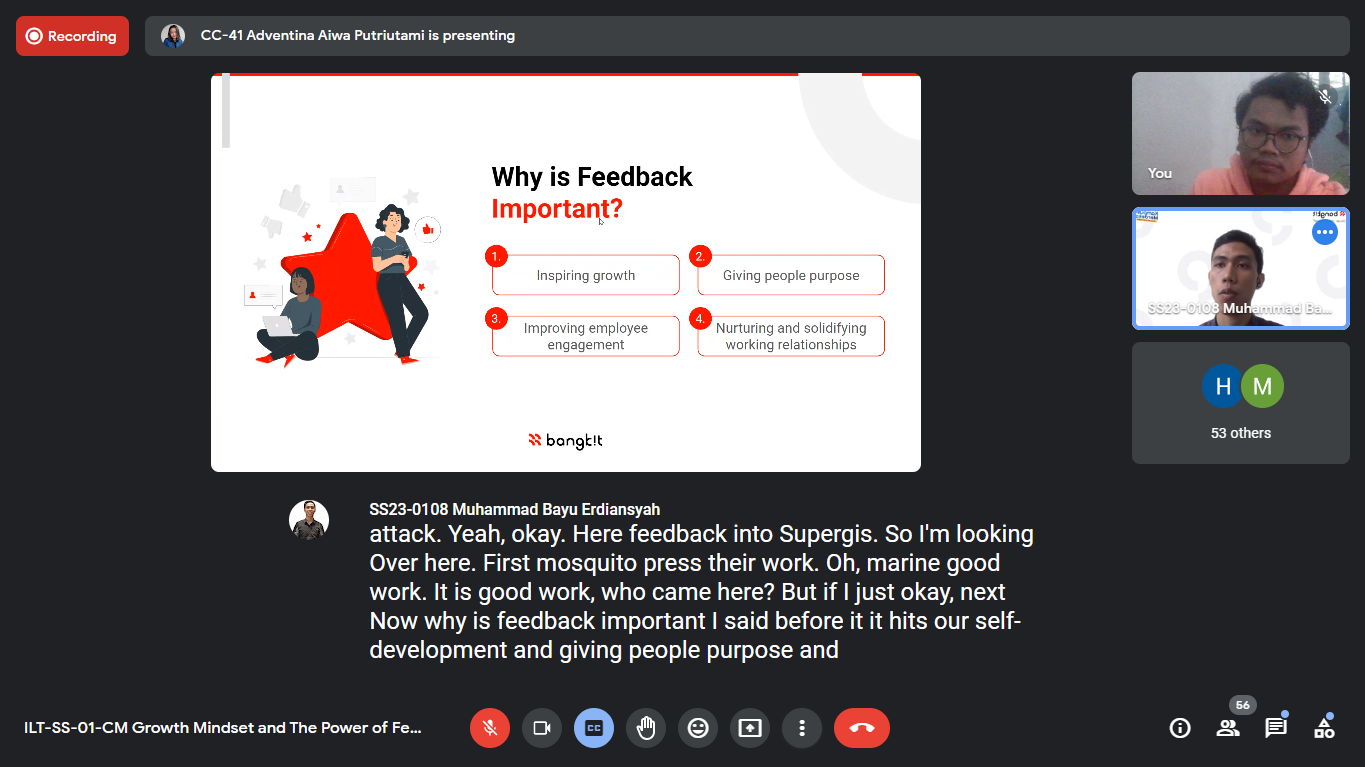 Recording
CC-41 Adventina Aiwa Putriutami is presenting
Why is Feedback
Important?
1.
Inspiring growth
2.
Giving people purpose
3.
Improving employee
engagement
4.
Nurturing and solidifying
working relationships
bangk!t
You
SS23-0108 Muhammad Ba...
H
M
53 others
SS23-0108 Muhammad Bayu Erdiansyah
attack. Yeah, okay. Here feedback into Supergis. So I'm looking
Over here. First mosquito press their work. Oh, marine good
work. It is good work, who came here? But if I just okay, next
Now why is feedback important I said before it it hits our self-
development and giving people purpose and
ILT-SS-01-CM Growth Mindset and The Power of Fe...
CC
56